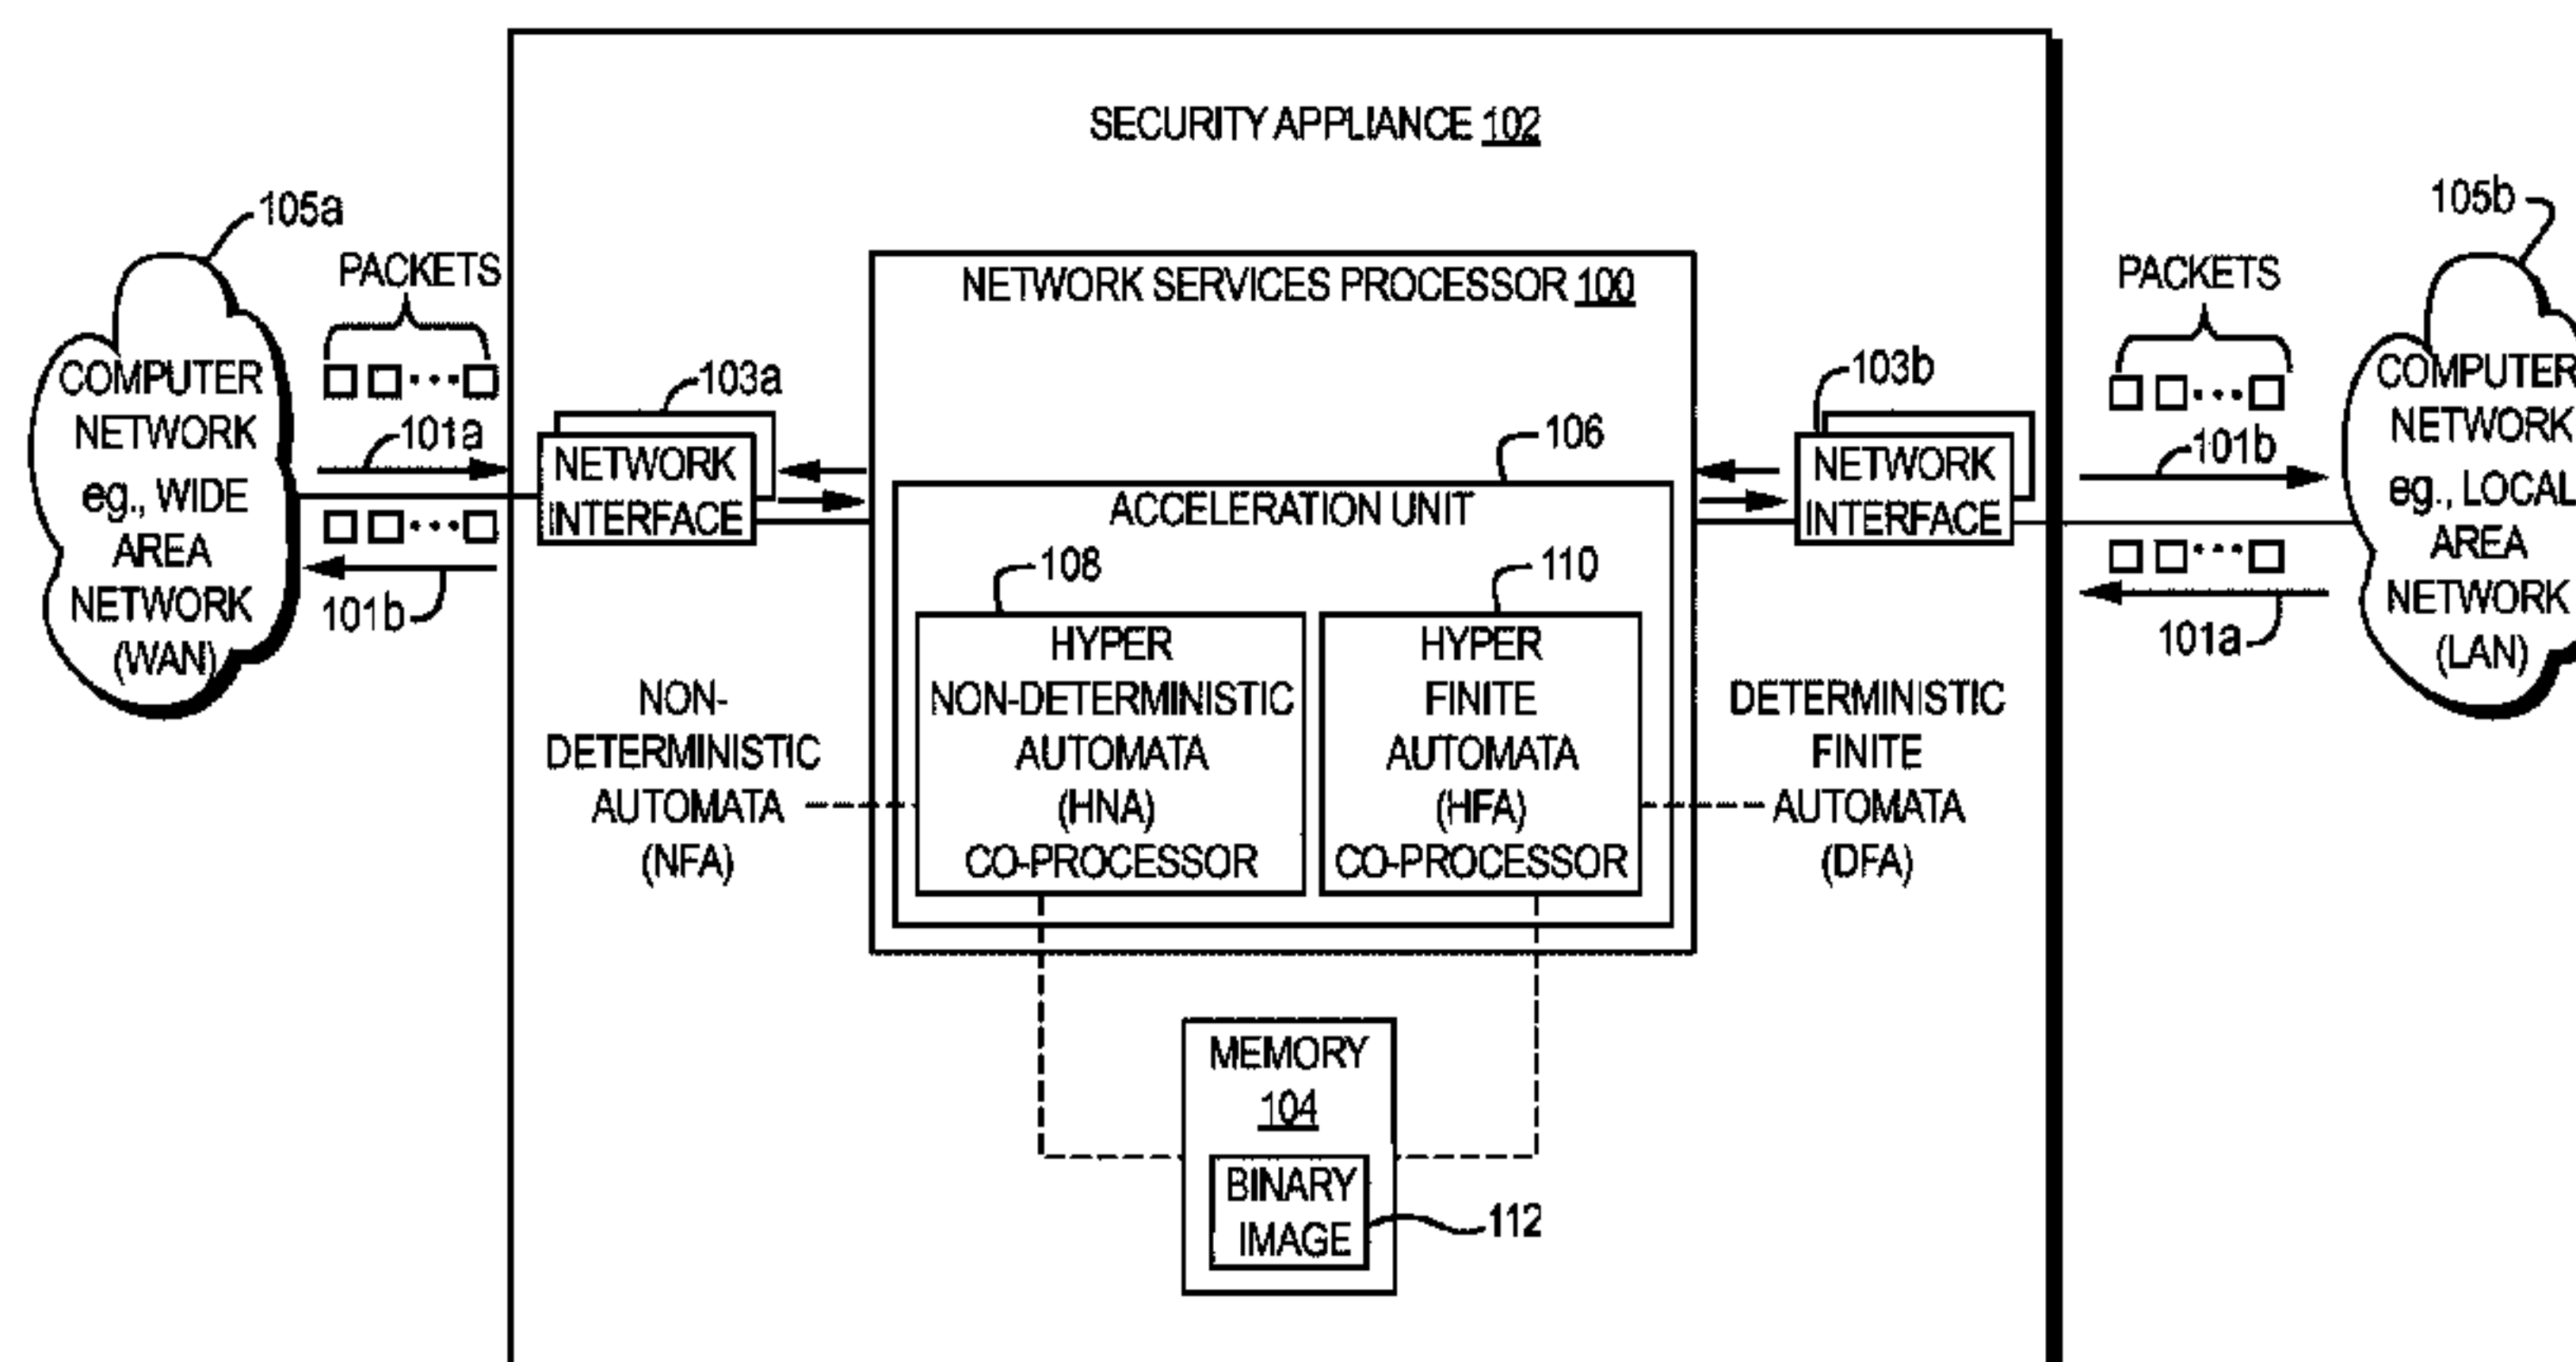 SECURITY APPLIANCE 102
105a
PACKETS
COMPUTER
NETWORK
eg., WIDE
AREA
NETWORK
(WAN)
101a
101b
103a
NETWORK
INTERFACE
NETWORK SERVICES PROCESSOR 100
106
ACCELERATION UNIT
108
HYPER
NON-DETERMINISTIC
AUTOMATA
(HNA)
CO-PROCESSOR
110
HYPER
FINITE
AUTOMATA
(HFA)
CO-PROCESSOR
NON-
DETERMINISTIC
AUTOMATA
(NFA)
DETERMINISTIC
FINITE
AUTOMATA
(DFA)
MEMORY
104
BINARY
IMAGE
112
103b
NETWORK
INTERFACE
PACKETS
101b
101a
105b
COMPUTER
NETWORK
eg., LOCAL
AREA
NETWORK
(LAN)